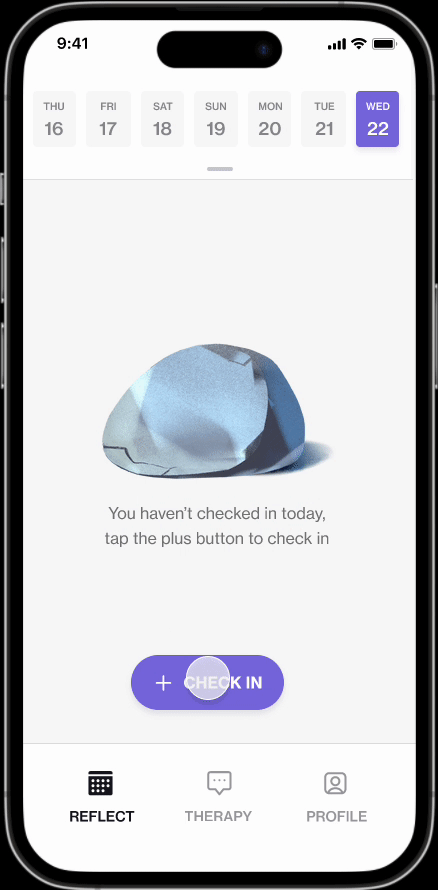 9:41
THU FRI SAT SUN MON TUE WED
16 17 18 19 20 21 22
You haven’t checked in today,
tap the plus button to check in
+ CHECK IN
REFLECT THERAPY PROFILE